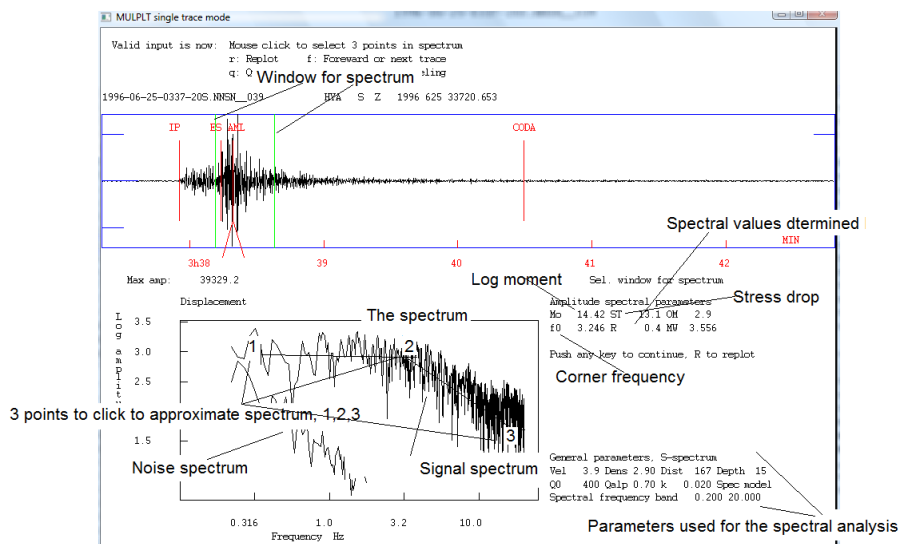 MULPLT single trace mode
Valid input is now: Mouse click to select 3 points in spectrum
r: Replot f: Foreward or next trace
q: Q
Window for spectrum
1996-06-25-0337-20S.NNSN__039 HYA S Z 1996 625 33720.653
IP ES AML CODA
Spectral values dtermined
MIN
3h38 39 40 41 42
Max amp: 39329.2
Log moment
Sel. window for spectrum
Displacement
Amplitude spectral parameters
Stress drop
The spectrum
Mo 14.42 ST 13.1 OM 2.9
f0 3.246 R 0.4 MW 3.556
Push any key to continue, R to replot
Corner frequency
Log amplitu
3.5
3.0
2.5
1.5
1
2
3
3 points to click to approximate spectrum, 1,2,3
Noise spectrum
Signal spectrum
General parameters, S-spectrum
Vel 3.9 Dens 2.90 Dist 167 Depth 15
Q0 400 Qalp 0.70 k 0.020 Spec model
Spectral frequency band 0.200 20.000
0.316 1.0 3.2 10.0
Frequency Hz
Parameters used for the spectral analysis